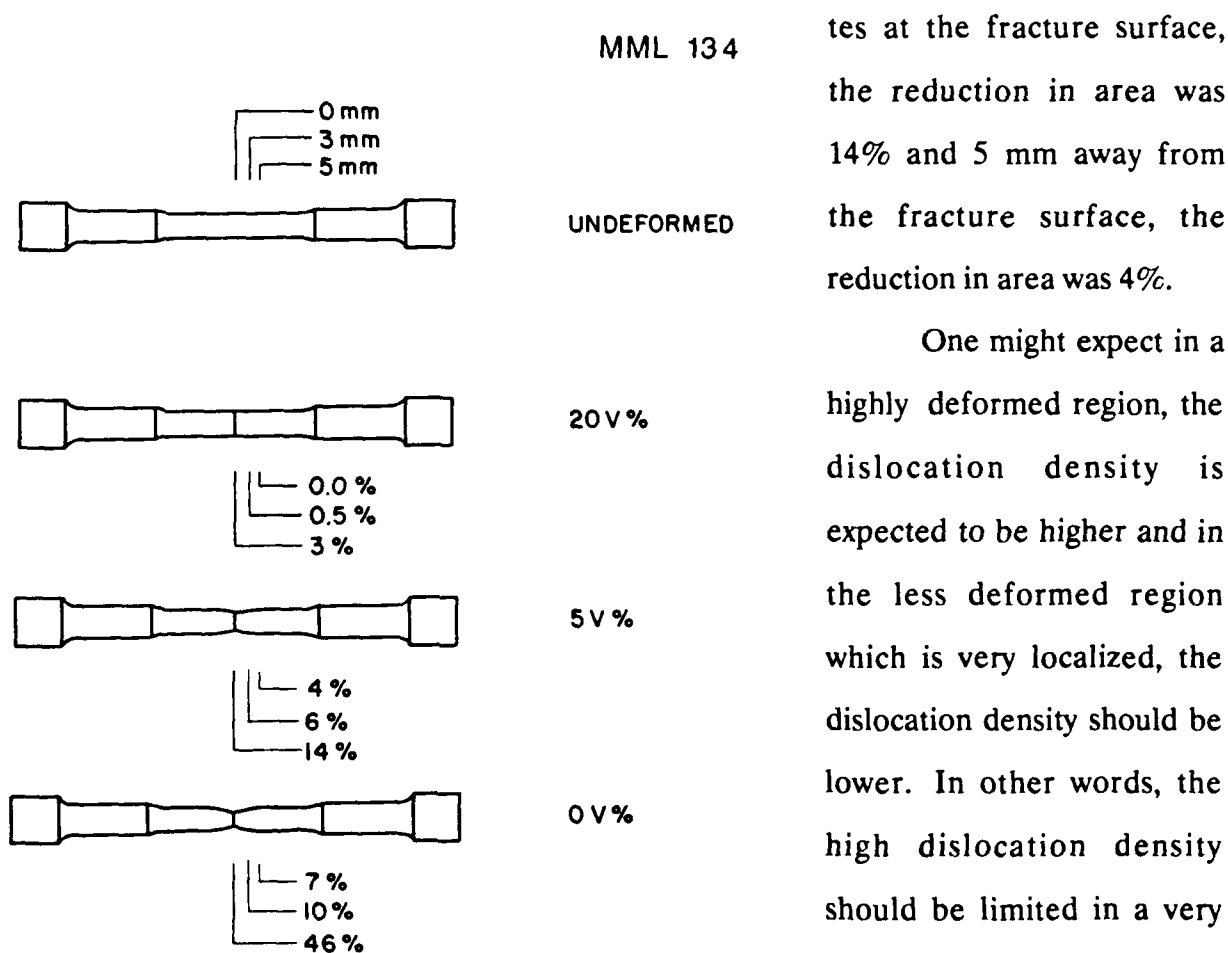 MML 134
0 mm
3 mm
5 mm
UNDEFORMED
20 V %
0.0 %
0.5 %
3 %
5 V %
4 %
6 %
14 %
0 V %
7 %
10 %
46 %
tes at the fracture surface,
the reduction in area was
14% and 5 mm away from
the fracture surface, the
reduction in area was 4%.
One might expect in a
highly deformed region, the
dislocation density is
expected to be higher and in
the less deformed region
which is very localized, the
dislocation density should be
lower. In other words, the
high dislocation density
should be limited in a very